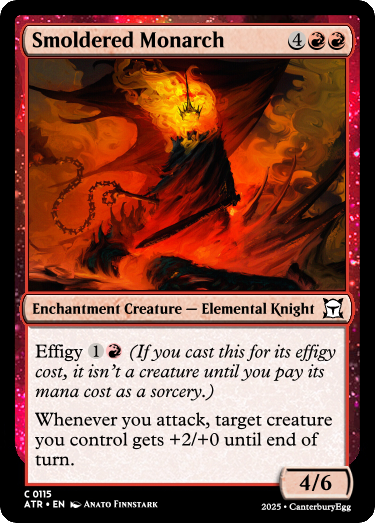 Smoldered Monarch 4
Enchantment Creature — Elemental Knight
Effigy 1 (If you cast this for its effigy
cost, it isn't a creature until you pay its
mana cost as a sorcery.)
Whenever you attack, target creature
you control gets +2/+0 until end of
turn.
4/6
C 0115
ATR • EN Anato Finnstark
2025 • CanterburyEgg